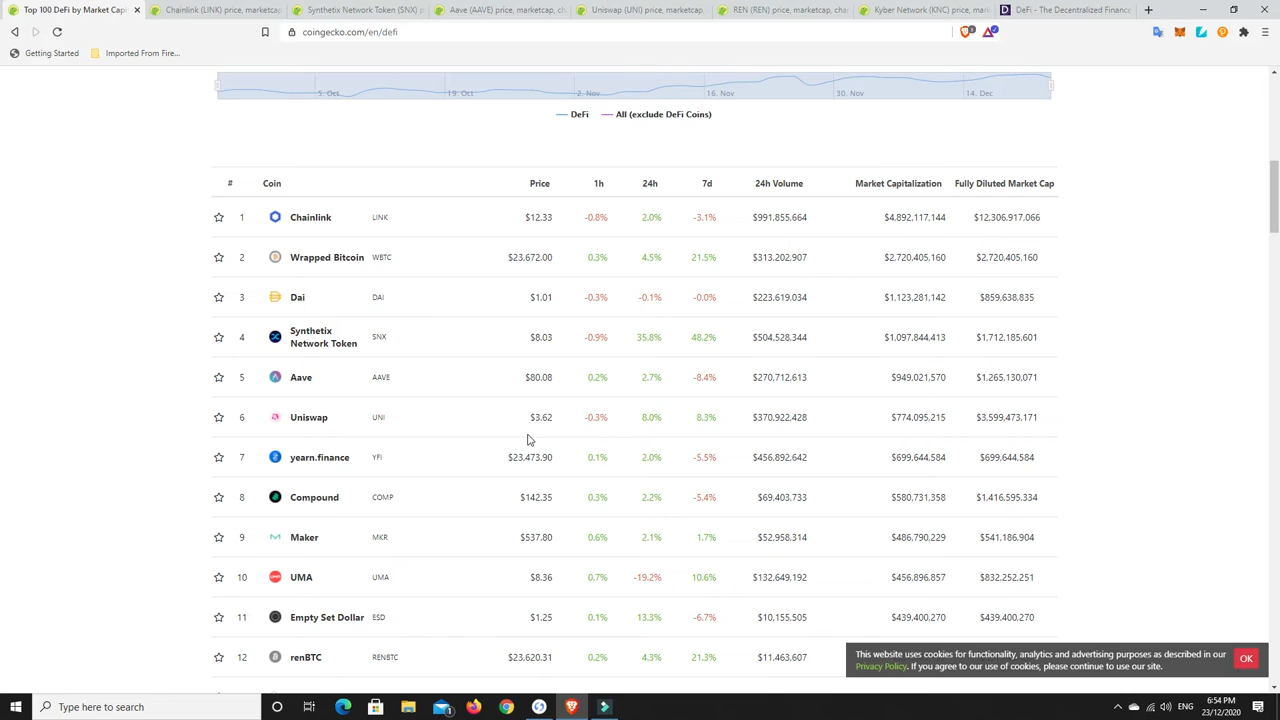 Top 100 DeFi by Market Capi
Chainlink (LINK) price, marketcap
Synthetix Network Token (SNX) p
Aave (AAVE) price, marketcap, ch
Uniswap (UNI) price, marketcap,
REN (REN) price, marketcap, char
Kyber Network (KNC) price, mark
DeFi – The Decentralized Finance
coingecko.com/en/defi
Getting Started
Imported From Fire...
5. Oct
19. Oct
2. Nov
16. Nov
30. Nov
14. Dec
DeFi
All (exclude DeFi Coins)
# Coin Price 1h 24h 7d 24h Volume Market Capitalization Fully Diluted Market Cap
1 Chainlink LINK $12.33 -0.8% 2.0% -3.1% $991,855,664 $4,892,117,144 $12,306,917,066
2 Wrapped Bitcoin WBTC $23,672.00 0.3% 4.5% 21.5% $313,202,907 $2,720,405,160 $2,720,405,160
3 Dai DAI $1.01 -0.3% -0.1% -0.0% $223,619,034 $1,123,281,142 $859,638,835
4 Synthetix Network Token SNX $8.03 -0.9% 35.8% 48.2% $504,528,344 $1,097,844,413 $1,712,185,601
5 Aave AAVE $80.08 0.2% 2.7% -8.4% $270,712,613 $949,021,570 $1,265,130,071
6 Uniswap UNI $3.62 -0.3% 8.0% 8.3% $370,922,428 $774,095,215 $3,599,473,171
7 yearn.finance YFI $23,473.90 0.1% 2.0% -5.5% $456,892,642 $699,644,584 $699,644,584
8 Compound COMP $142.35 0.3% 2.2% -5.4% $69,403,733 $580,731,358 $1,416,595,334
9 Maker MKR $537.80 0.6% 2.1% 1.7% $52,958,314 $486,790,229 $541,186,904
10 UMA UMA $8.36 0.7% -19.2% 10.6% $132,649,192 $456,896,857 $832,252,251
11 Empty Set Dollar ESD $1.25 0.1% 13.3% -6.7% $10,155,505 $439,400,270 $439,400,270
12 renBTC RENBTC $23,620.31 0.2% 4.3% 21.3% $11,463,607
This website uses cookies for functionality, analytics and advertising purposes as described in our
Privacy Policy. If you agree to our use of cookies, please continue to use our site.
OK
Type here to search
ENG
6:54 PM
23/12/2020